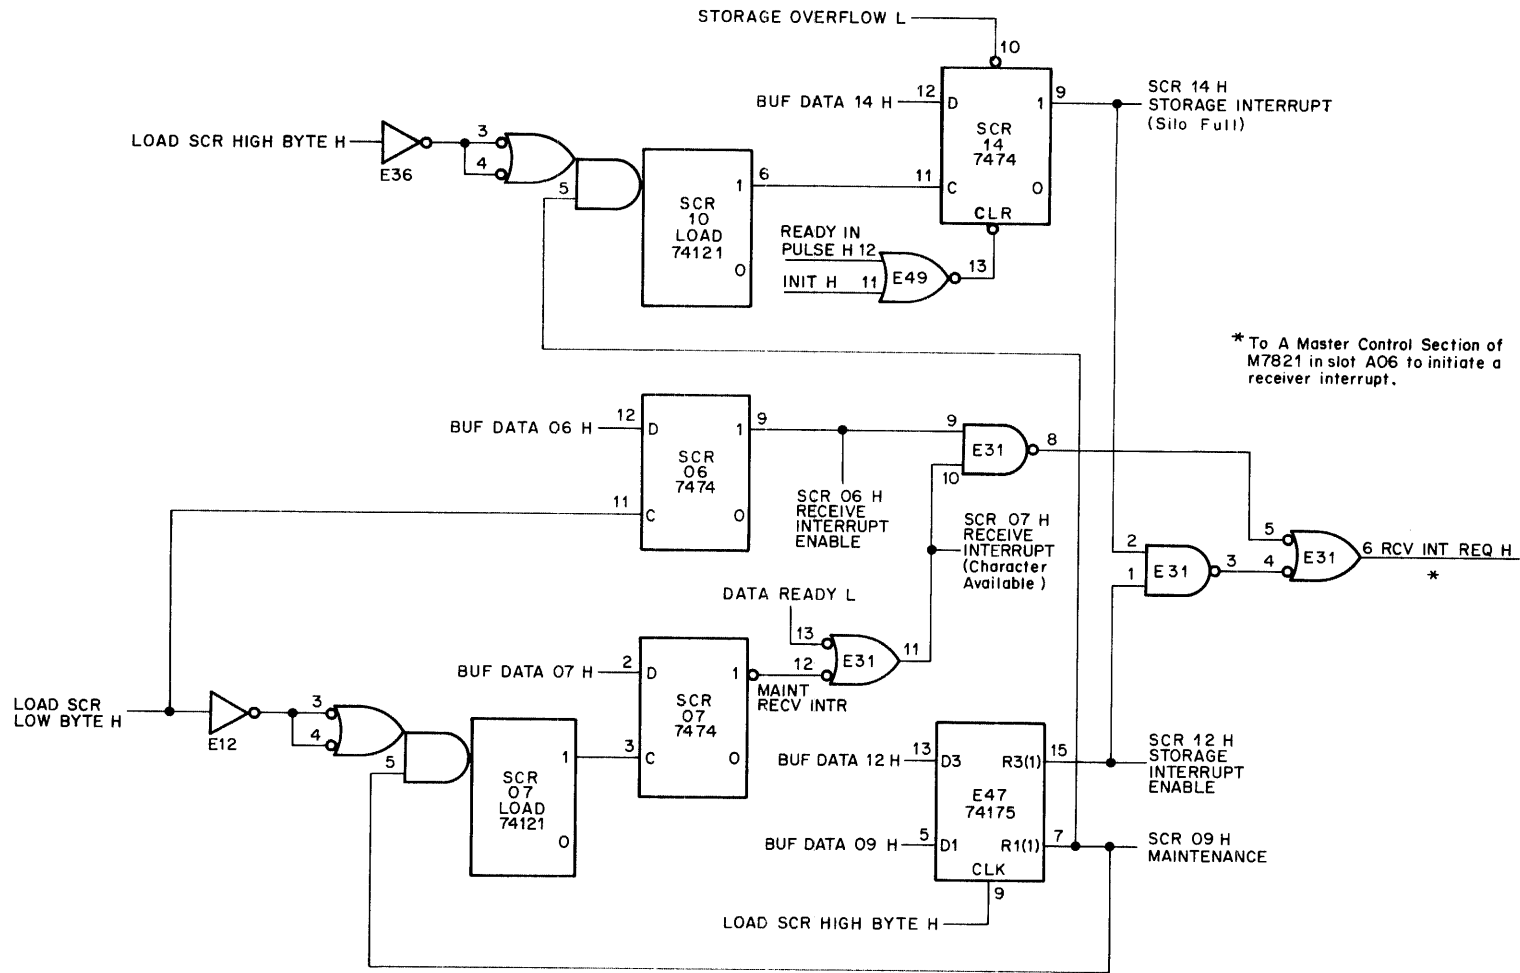 STORAGE OVERFLOW L
10
BUF DATA 14 H
12
D
1
9
SCR
14
7474
SCR 14 H
STORAGE INTERRUPT
(Silo Full)
LOAD SCR HIGH BYTE H
E36
3
4
5
SCR
10
LOAD
74121
1
6
0
11
C
0
CLR
READY IN
PULSE H 12
INIT H 11
E49
13
* To A Master Control Section of
M7821 in slot A06 to initiate a
receiver interrupt.
BUF DATA 06 H
12
D
1
9
SCR
06
7474
11
C
0
SCR 06 H
RECEIVE
INTERRUPT
ENABLE
9
10
E31
8
SCR 07 H
RECEIVE
INTERRUPT
(Character
Available)
2
1
E31
3
5
4
E31
6 RCV INT REQ H
*
DATA READY L
13
12
E31
11
BUF DATA 07 H
2
D
1
SCR
07
7474
MAINT
RECV INTR
3
C
0
LOAD SCR
LOW BYTE H
E12
3
4
5
SCR
07
LOAD
74121
1
0
BUF DATA 12 H
13
D3
R3(1)
15
E47
74175
SCR 12 H
STORAGE
INTERRUPT
ENABLE
BUF DATA 09 H
5
D1
R1(1)
7
CLK
9
SCR 09 H
MAINTENANCE
LOAD SCR HIGH BYTE H